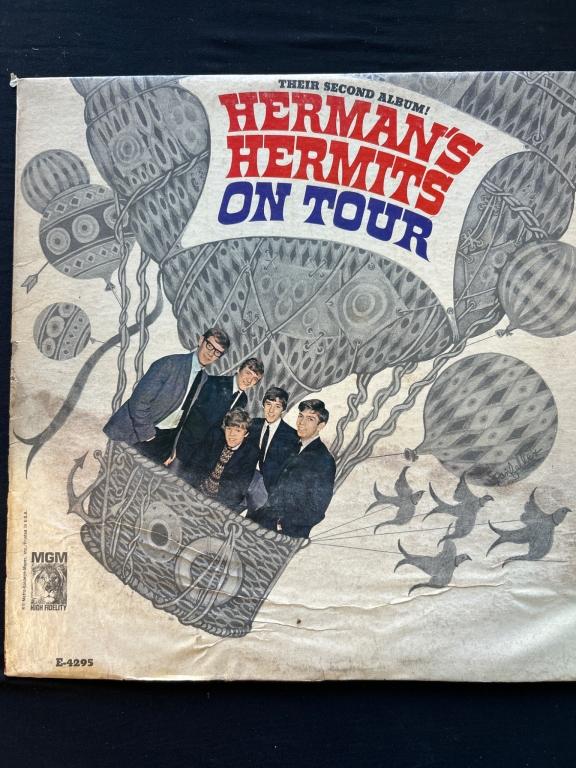 THEIR SECOND ALBUM!
HERMAN'S
HERMITS
ON TOUR
MGM
HIGH FIDELITY
E-4295